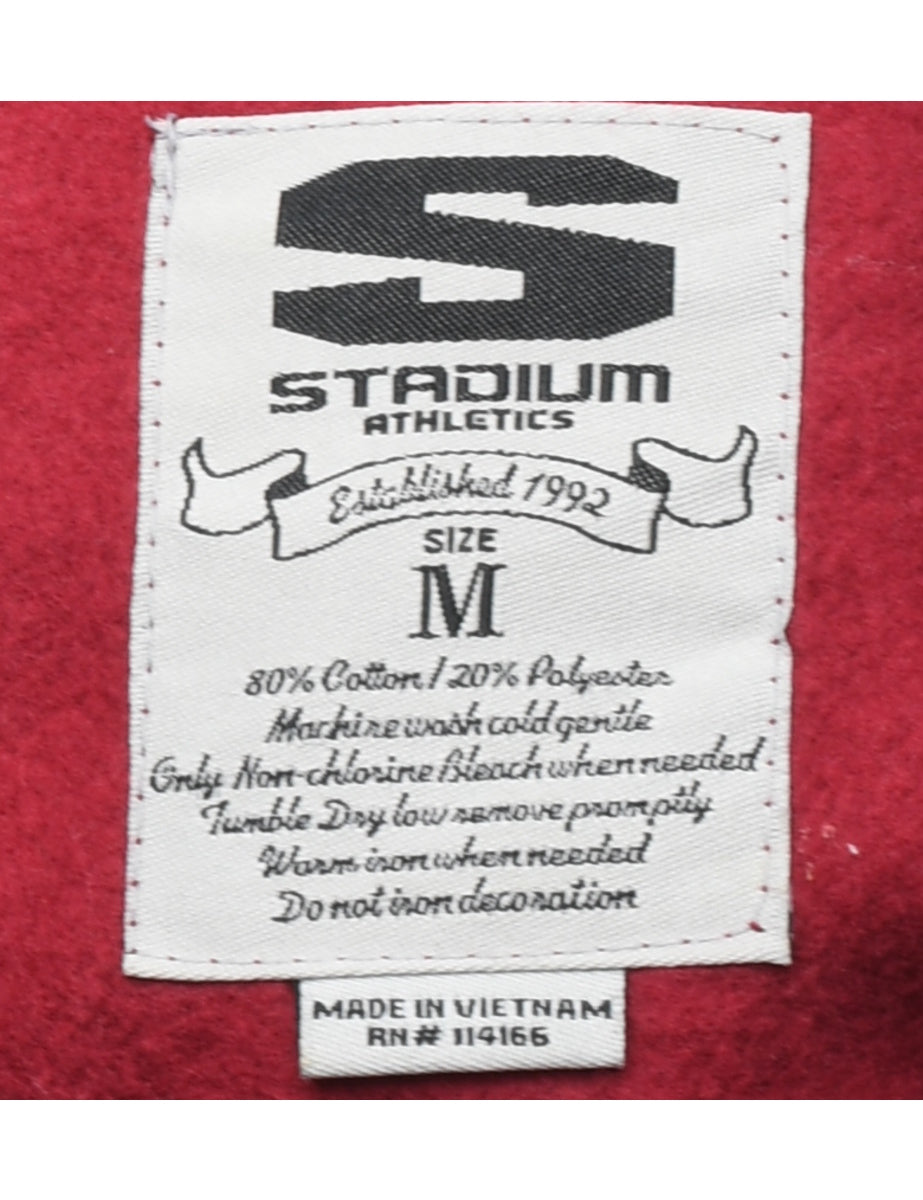 S
STADIUM
ATHLETICS
Established 1992
SIZE
M
80% Cotton / 20% Polyester
Machine wash cold gentle
Only Non-chlorine Bleach when needed
Tumble Dry low remove promptly
Warm iron when needed
Do not iron decoration
MADE IN VIETNAM
RN# 114166